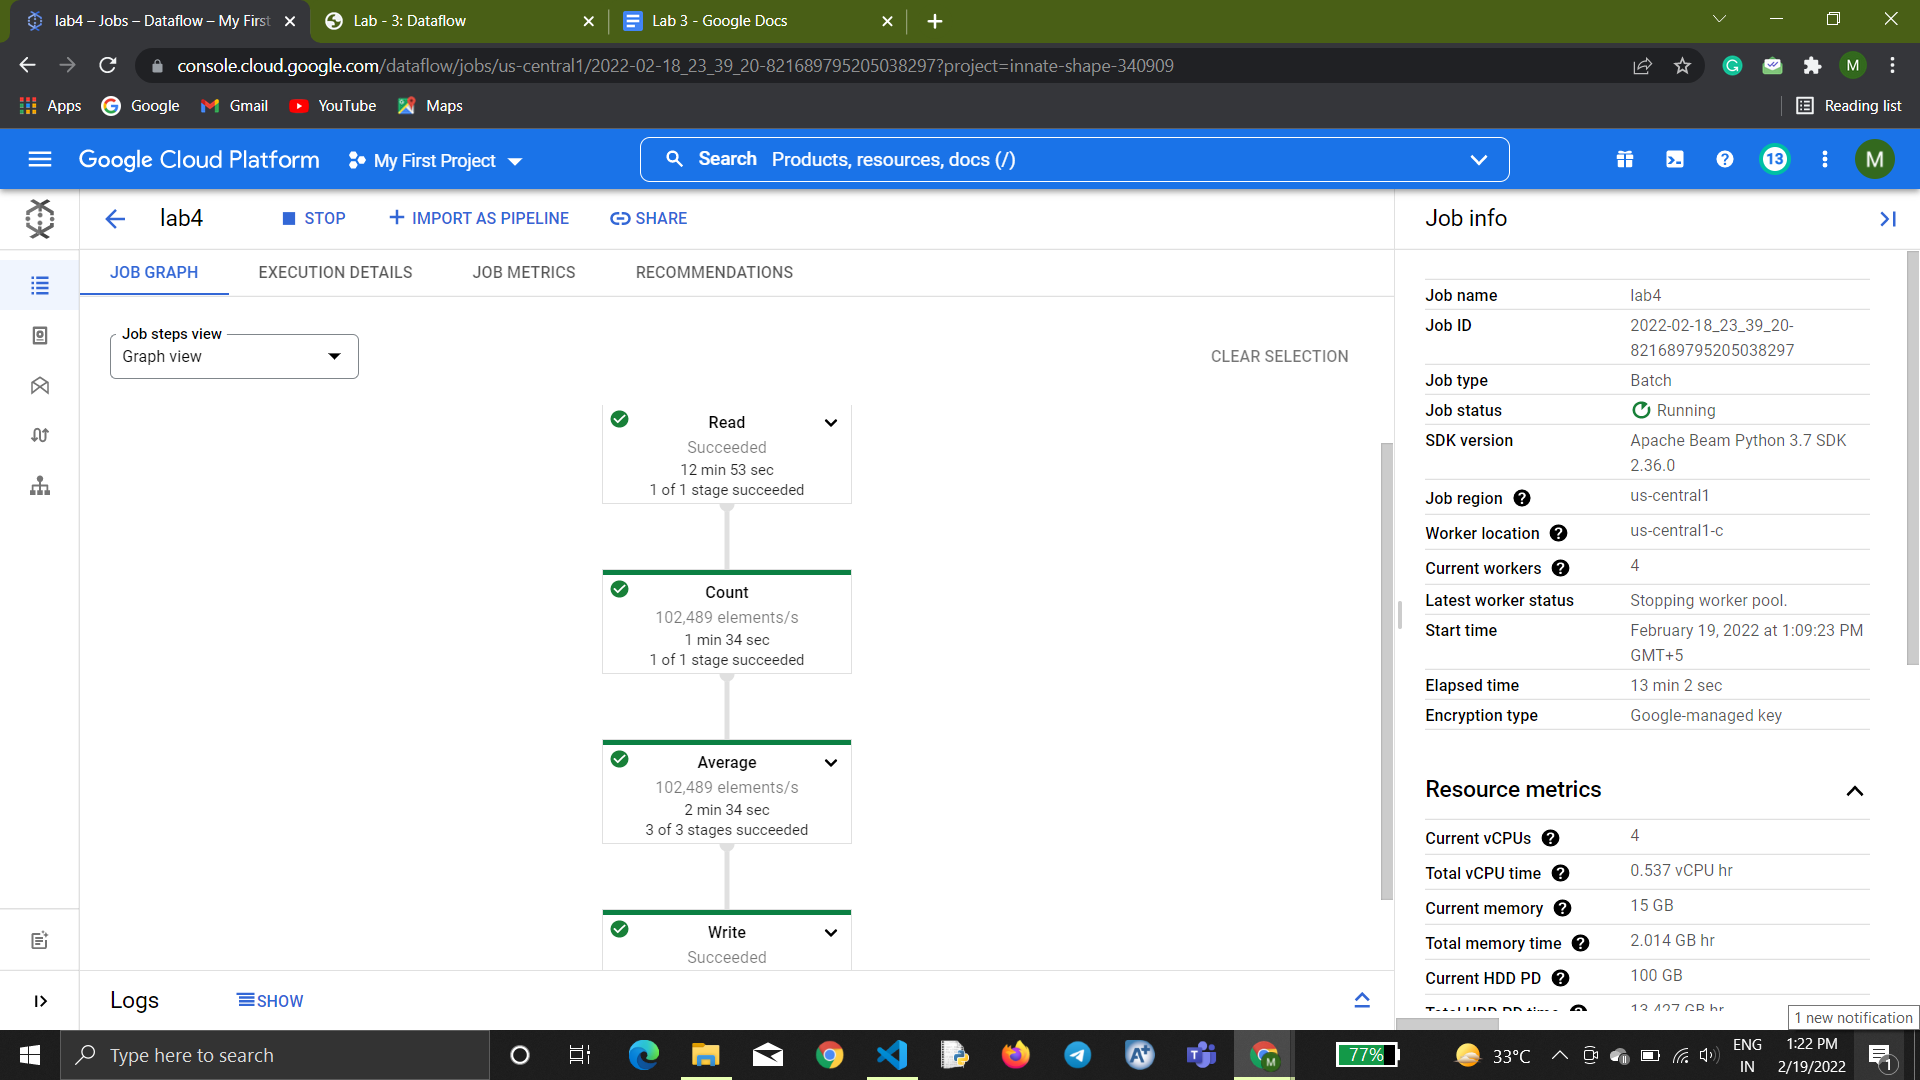 lab4 – Jobs – Dataflow – My First
Lab - 3: Dataflow
Lab 3 - Google Docs
console.cloud.google.com/dataflow/jobs/us-central1/2022-02-18_23_39_20-821689795205038297?project=innate-shape-340909
M
Apps
Google
Gmail
YouTube
Maps
Reading list
Google Cloud Platform
My First Project
Search Products, resources, docs (/)
13
M
lab4
STOP
IMPORT AS PIPELINE
SHARE
JOB GRAPH
EXECUTION DETAILS
JOB METRICS
RECOMMENDATIONS
Job steps view
Graph view
CLEAR SELECTION
Read
Succeeded
12 min 53 sec
1 of 1 stage succeeded
Count
102,489 elements/s
1 min 34 sec
1 of 1 stage succeeded
Average
102,489 elements/s
2 min 34 sec
3 of 3 stages succeeded
Write
Succeeded
Logs
SHOW
Job info
Job name lab4
Job ID 2022-02-18_23_39_20-
821689795205038297
Job type Batch
Job status Running
SDK version Apache Beam Python 3.7 SDK
2.36.0
Job region us-central1
Worker location us-central1-c
Current workers 4
Latest worker status Stopping worker pool.
Start time February 19, 2022 at 1:09:23 PM
GMT+5
Elapsed time 13 min 2 sec
Encryption type Google-managed key
Resource metrics
Current vCPUs 4
Total vCPU time 0.537 vCPU hr
Current memory 15 GB
Total memory time 2.014 GB hr
Current HDD PD 100 GB
Total HDD PD time 13.427 GB hr
1 new notification
Type here to search
77%
33°C
ENG
IN
1:22 PM
2/19/2022
1